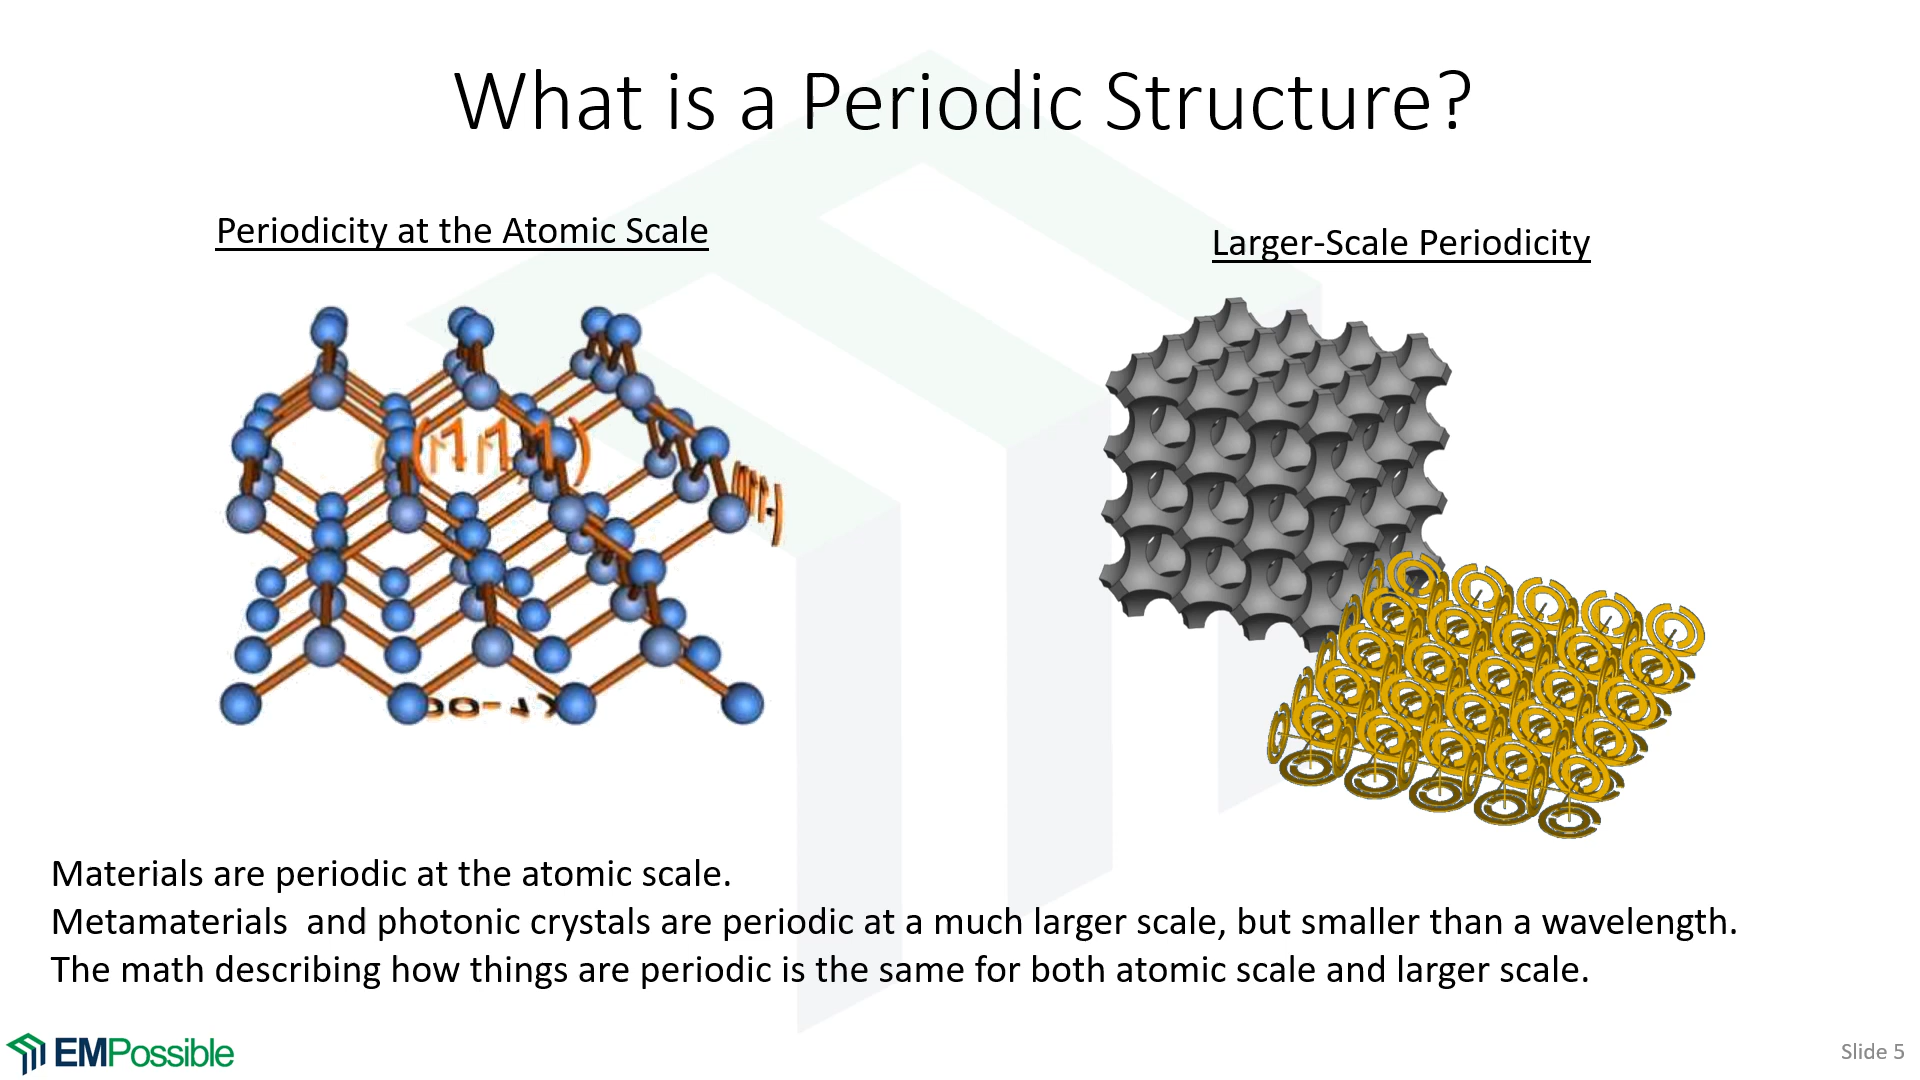 What is a Periodic Structure?
Periodicity at the Atomic Scale
Larger-Scale Periodicity
(111)
Materials are periodic at the atomic scale.
Metamaterials  and photonic crystals are periodic at a much larger scale, but smaller than a wavelength.
The math describing how things are periodic is the same for both atomic scale and larger scale.
EMPossible
Slide 5